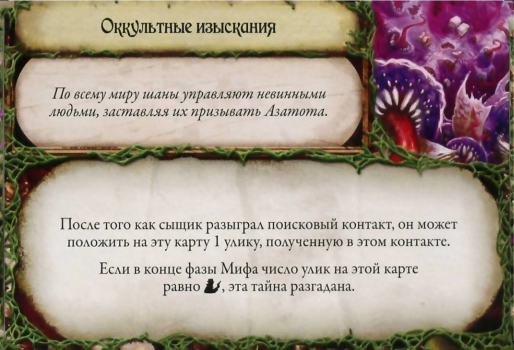 Оккультные изыскания
По всему миру шаны управляют невинными
людьми, заставляя их призывать Азатота.
После того как сыщик разыграл поисковый контакт, он может
положить на эту карту 1 улику, полученную в этом контакте.
Если в конце фазы Мифа число улик на этой карте
равно , эта тайна разгадана.